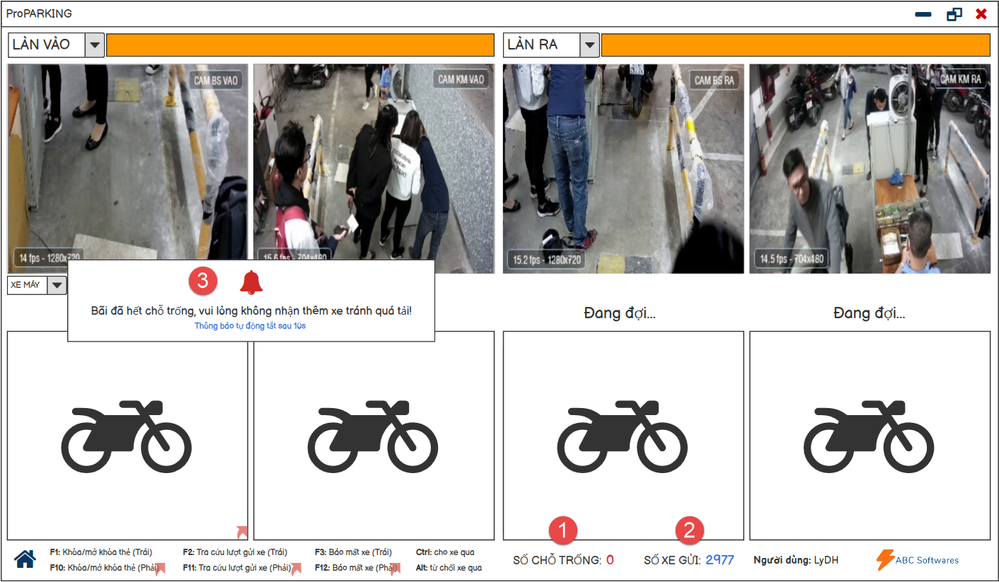 ProPARKING
LÀN VÀO
LÀN RA
CAM BS VAO
CAM KM VAO
CAM BS RA
CAM KM RA
14 fps - 1280x720
15.6 fps - 704x480
15.2 fps - 1280x720
14.5 fps - 704x480
XE MÁY
3
Bãi đã hết chỗ trống, vui lòng không nhận thêm xe tránh quá tải!
Thông báo tự động tắt sau 10s
Đang đợi...
Đang đợi...
1
2
F1: Khóa/mở khóa thẻ (Trái)
F2: Tra cứu lượt gửi xe (Trái)
F3: Báo mất xe (Trái)
Ctrl: cho xe qua
F10: Khóa/mở khóa thẻ (Phải)
F11: Tra cứu lượt gửi xe (Phải)
F12: Báo mất xe (Phải)
Alt: từ chối xe qua
SỐ CHỖ TRỐNG: 0
SỐ XE GỬI: 2977
Người dùng: LyDH
ABC Softwares